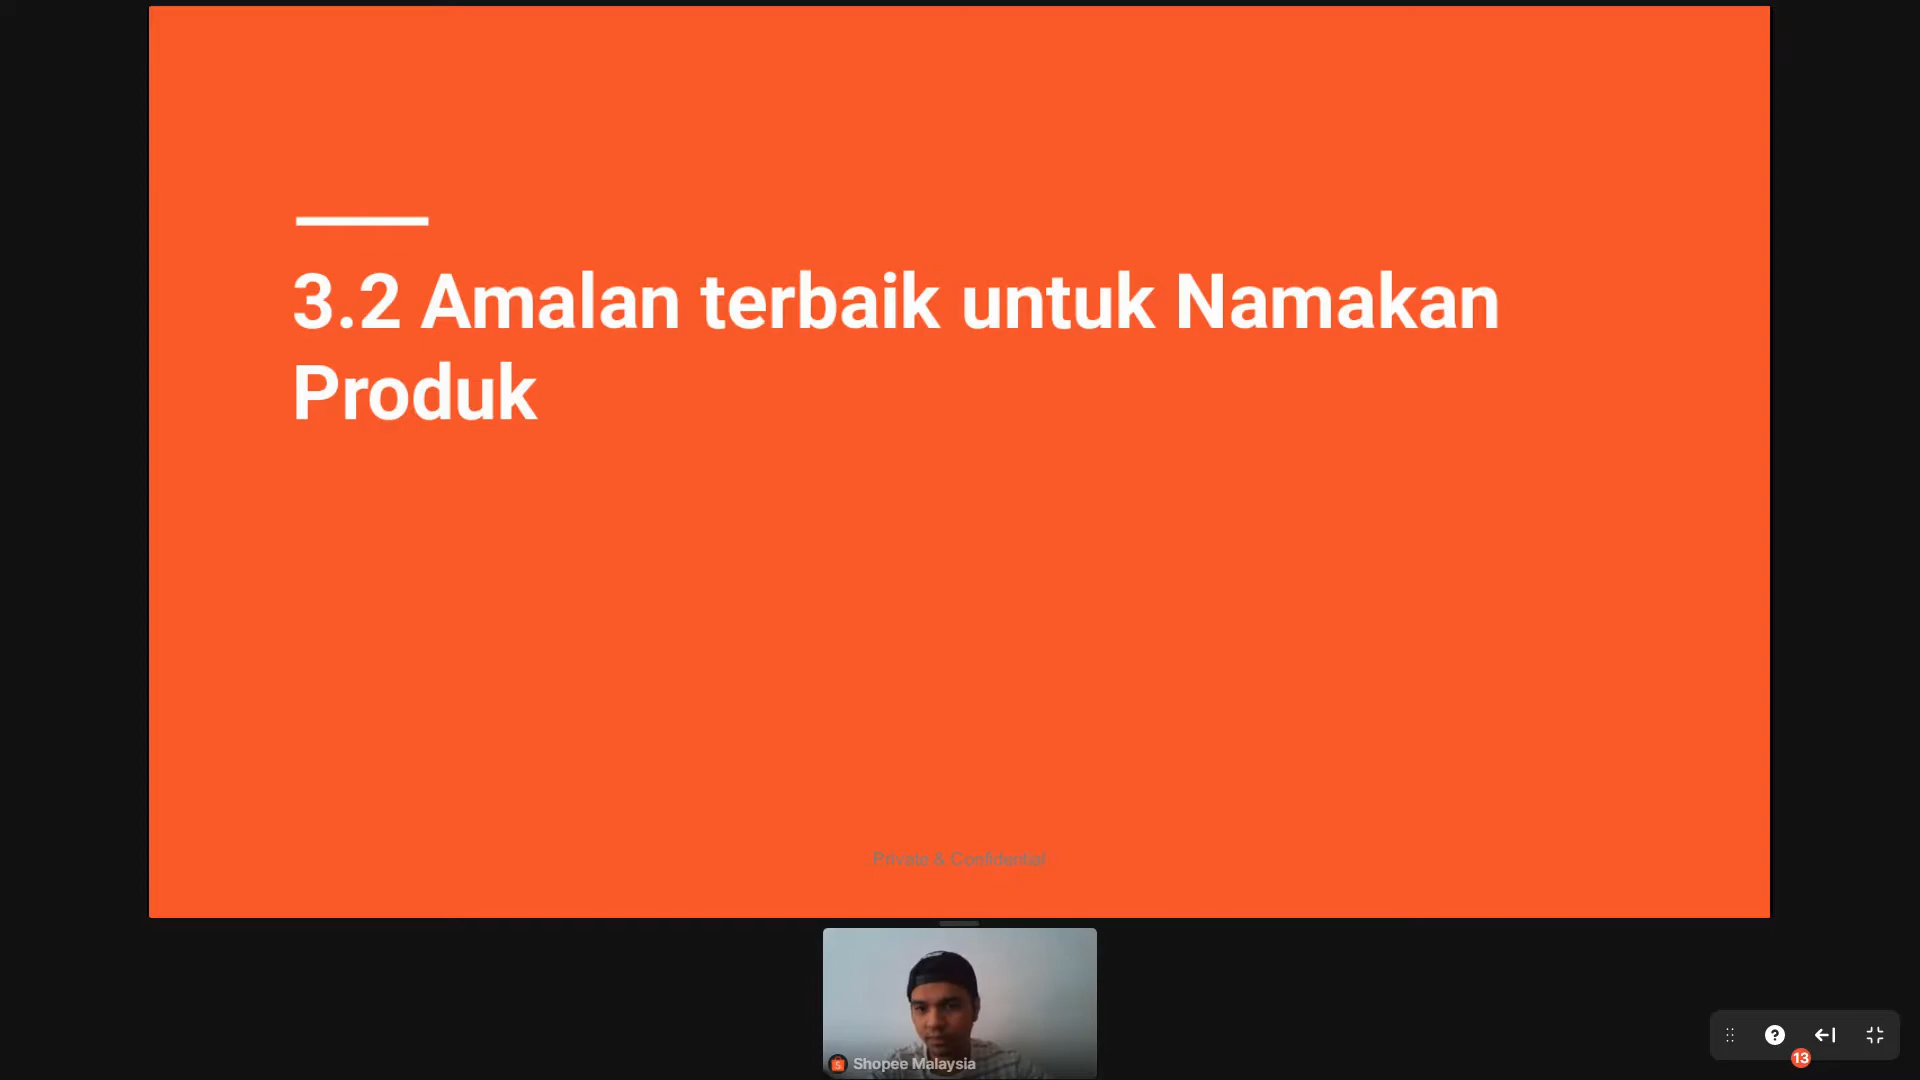 3.2 Amalan terbaik untuk Namakan
Produk
Private & Confidential
Shopee Malaysia
13